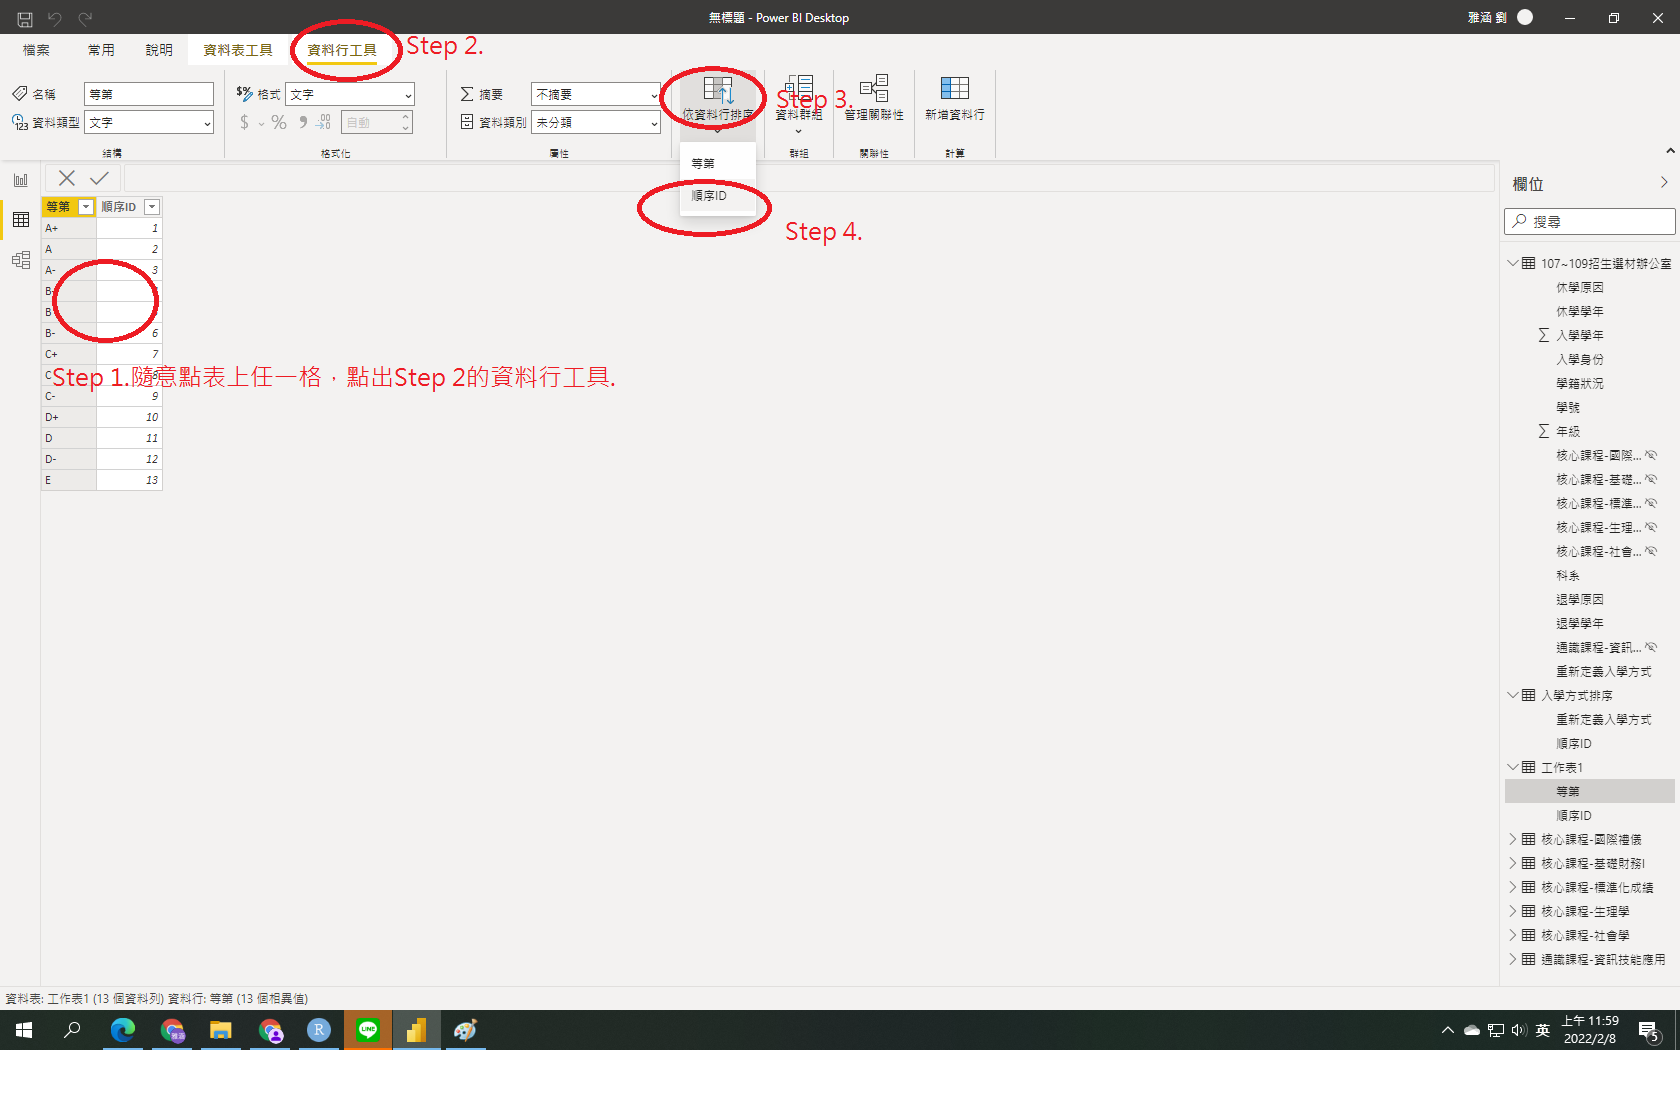 無標題 - Power BI Desktop
雅涵 劉
檔案 常用 說明 資料表工具 資料行工具 Step 2.
名稱 等第 格式 文字 摘要 不摘要
資料類型 文字 $ % 自動 資料類別 未分類
依資料行排序 Step 3. 資料群組 管理關聯性 新增資料行
結構 格式化 屬性 群組 關聯性 計算
等第
順序ID
Step 4.
等第 順序ID
A+ 1
A 2
A- 3
B
B
B- 6
C+ 7
C 8
Step 1.隨意點表上任一格，點出Step 2的資料行工具.
C- 9
D+ 10
D 11
D- 12
E 13
欄位
搜尋
107~109招生選材辦公室
休學原因
休學學年
入學學年
入學身份
學籍狀況
學號
年級
核心課程-國際...
核心課程-基礎...
核心課程-標準...
核心課程-生理...
核心課程-社會...
科系
退學原因
退學學年
通識課程-資訊...
重新定義入學方式
入學方式排序
重新定義入學方式
順序ID
工作表1
等第
順序ID
核心課程-國際禮儀
核心課程-基礎財務I
核心課程-標準化成績
核心課程-生理學
核心課程-社會學
通識課程-資訊技能應用
資料表: 工作表1 (13 個資料列) 資料行: 等第 (13 個相異值)
雅涵
R
LINE
英
上午 11:59
2022/2/8
5